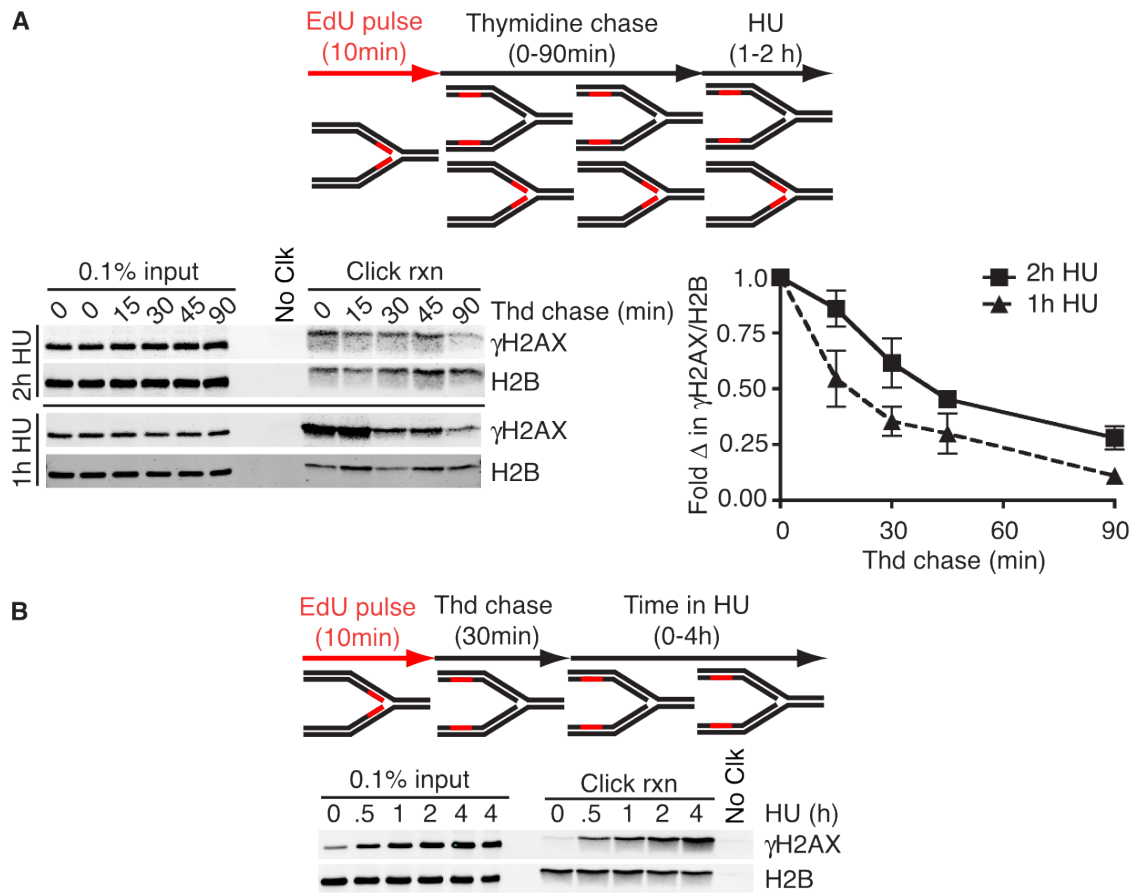 A
EdU pulse
(10min)
Thymidine chase
(0-90min)
HU
(1-2 h)
0.1% input
No Clk
Click rxn
0 0 15 30 45 90
0 15 30 45 90 Thd chase (min)
2h HU
γH2AX
H2B
1h HU
γH2AX
H2B
Fold Δ in γH2AX/H2B
1.0
0.75
0.50
0.25
0.00
0 30 60 90
Thd chase (min)
2h HU
1h HU
B
EdU pulse
(10min)
Thd chase
(30min)
Time in HU
(0-4h)
0.1% input
Click rxn
No Clk
0 .5 1 2 4 4
0 .5 1 2 4 HU (h)
γH2AX
H2B